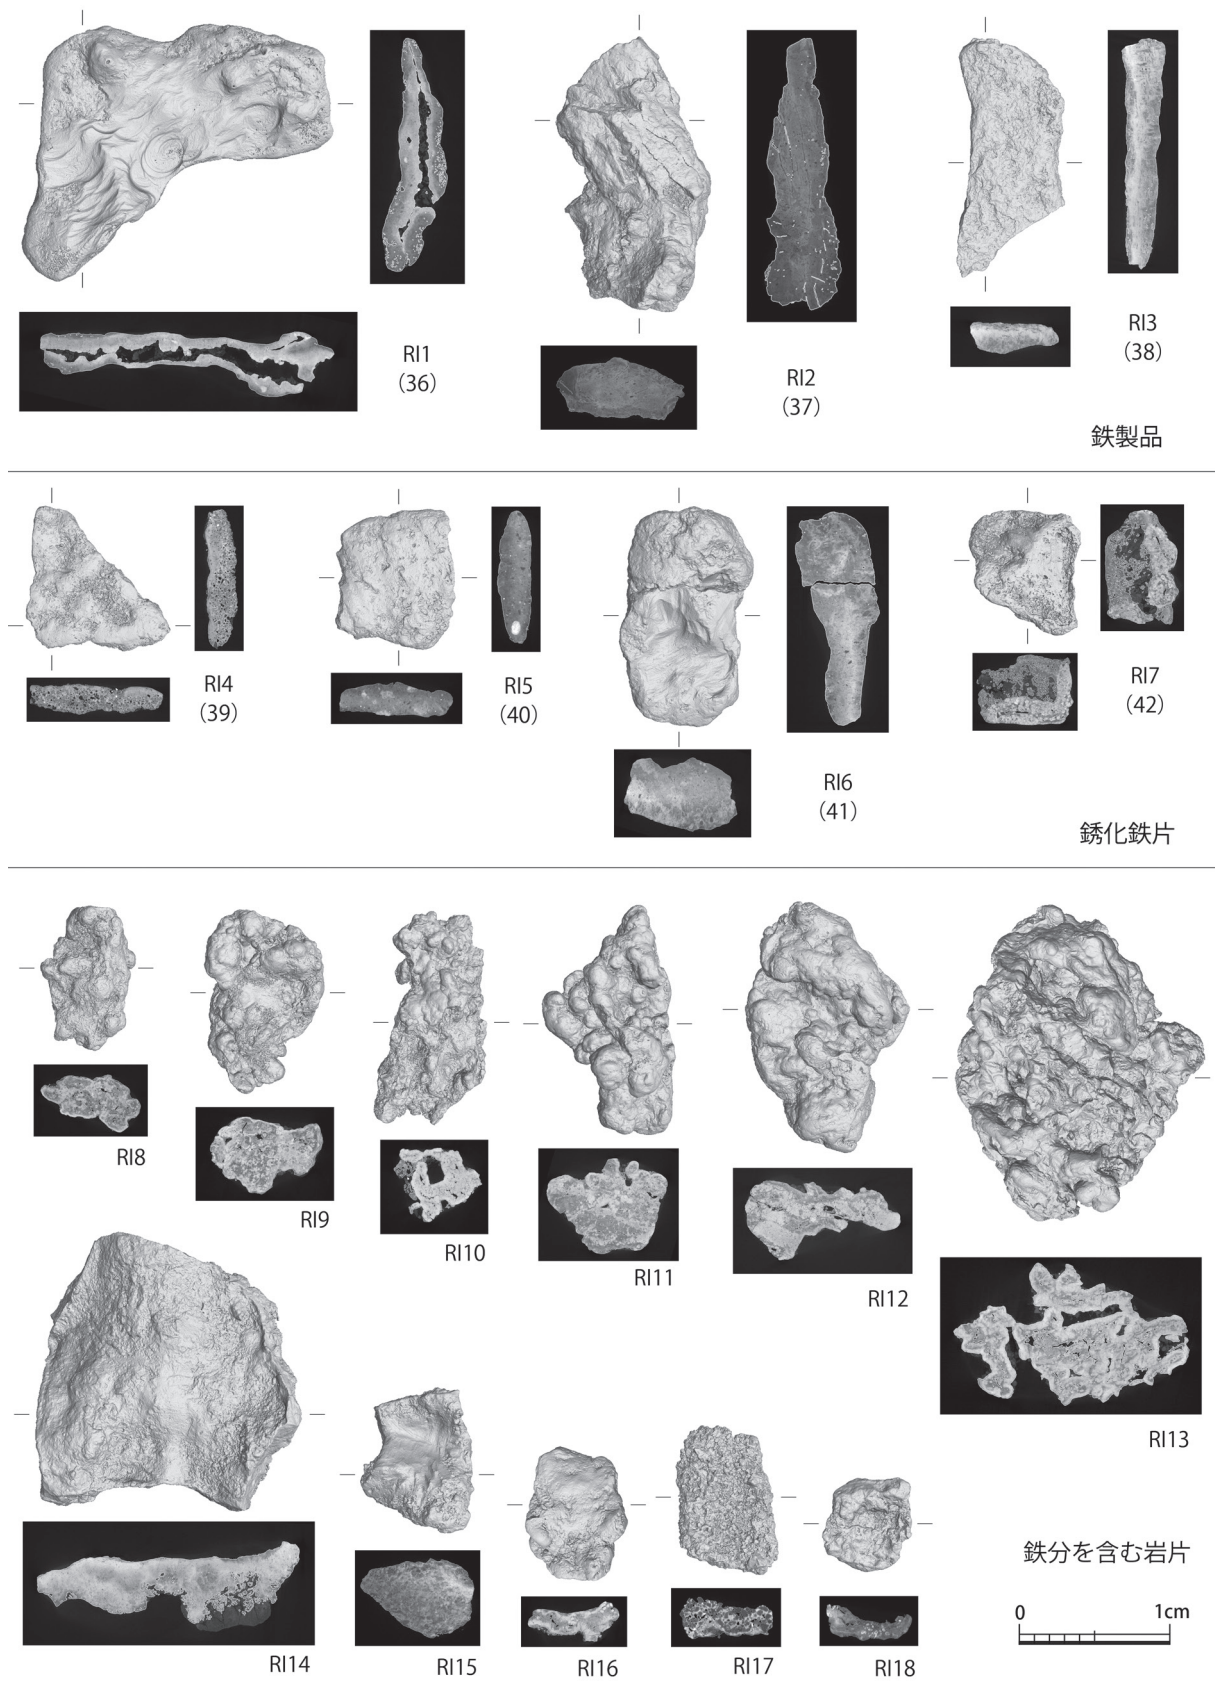 RI1
（36）
RI2
（37）
RI3
（38）
鉄製品
RI4
（39）
RI5
（40）
RI6
（41）
RI7
（42）
銹化鉄片
RI8
RI9
RI10
RI11
RI12
RI13
RI14
RI15
RI16
RI17
RI18
鉄分を含む岩片
0 1cm